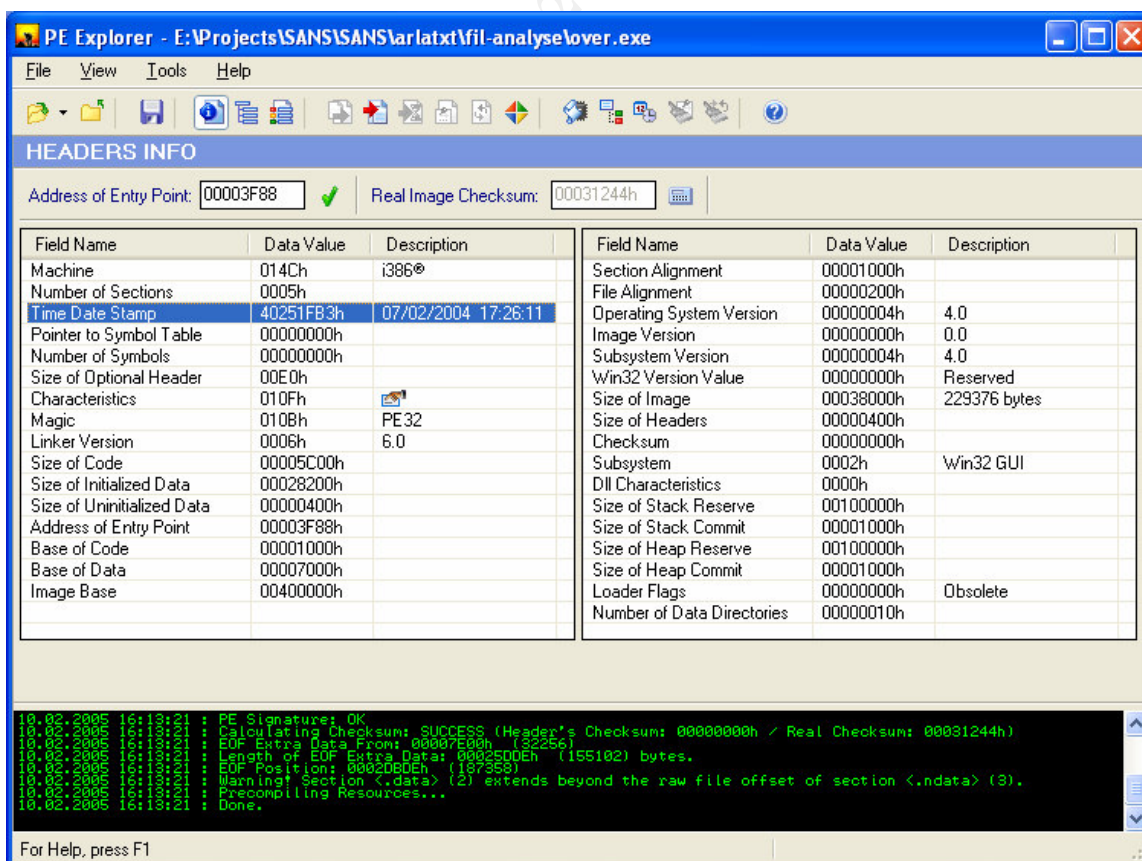 PE Explorer - E:\Projects\SANS\SANS\arlatxt\fil-analyse\over.exe
File View Tools Help
HEADERS INFO
Address of Entry Point: 00003F88 Real Image Checksum: 00031244h
Field Name Data Value Description
Machine 014Ch i386®
Number of Sections 0005h
Time Date Stamp 40251FB3h 07/02/2004 17:26:11
Pointer to Symbol Table 00000000h
Number of Symbols 00000000h
Size of Optional Header 00E0h
Characteristics 010Fh
Magic 010Bh PE32
Linker Version 0006h 6.0
Size of Code 00005C00h
Size of Initialized Data 00028200h
Size of Uninitialized Data 00000400h
Address of Entry Point 00003F88h
Base of Code 00001000h
Base of Data 00007000h
Image Base 00400000h
Field Name Data Value Description
Section Alignment 00001000h
File Alignment 00000200h
Operating System Version 00000004h 4.0
Image Version 00000000h 0.0
Subsystem Version 00000004h 4.0
Win32 Version Value 00000000h Reserved
Size of Image 00038000h 229376 bytes
Size of Headers 00000400h
Checksum 00000000h
Subsystem 0002h Win32 GUI
Dll Characteristics 0000h
Size of Stack Reserve 00100000h
Size of Stack Commit 00001000h
Size of Heap Reserve 00100000h
Size of Heap Commit 00001000h
Loader Flags 00000000h Obsolete
Number of Data Directories 00000010h
10.02.2005 16:13:21 : PE Signature: OK
10.02.2005 16:13:21 : Calculating Checksum: SUCCESS (Header's Checksum: 00000000h / Real Checksum: 00031244h)
10.02.2005 16:13:21 : EOF Extra Data From: 00007E00h (32256)
10.02.2005 16:13:21 : Length of EOF Extra Data: 00025DDEh (155102) bytes.
10.02.2005 16:13:21 : EOF Position: 0002DBDEh (187358)
10.02.2005 16:13:21 : Warning! Section <.data> (2) extends beyond the raw file offset of section <.ndata> (3).
10.02.2005 16:13:21 : Precompiling Resources...
10.02.2005 16:13:21 : Done.
For Help, press F1